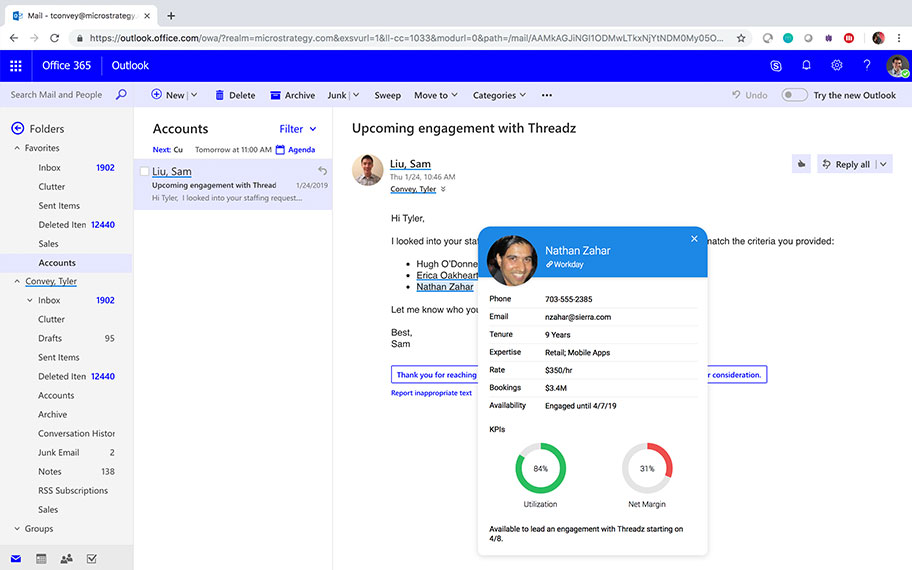 Mail - tconvey@microstrategy.
https://outlook.office.com/owa/?realm=microstrategy.com&exsvurl=1&ll-cc=1033&modurl=0&path=/mail/AAMkAGJiNGI1ODMwLTkxNjYtNDM0My05O...
Office 365 Outlook
Search Mail and People
New Delete Archive Junk Sweep Move to Categories ... Undo Try the new Outlook
Folders
Favorites
Inbox 1902
Clutter
Sent Items
Deleted Iten 12440
Sales
Accounts
Convey, Tyler
Inbox 1902
Clutter
Drafts 95
Sent Items
Deleted Iten 12440
Accounts
Archive
Conversation Histor
Junk Email 2
Notes 138
RSS Subscriptions
Sales
Groups
Accounts Filter
Next: Cu Tomorrow at 11:00 AM Agenda
Liu, Sam
Upcoming engagement with Thread 1/24/2019
Hi Tyler, I looked into your staffing request...
Upcoming engagement with Threadz
Liu, Sam
Thu 1/24, 10:46 AM
Convey, Tyler
Reply all
Hi Tyler,
I looked into your sta match the criteria you provided:
• Hugh O'Donne
• Erica Oakheart
• Nathan Zahar
Let me know who you
Best,
Sam
Thank you for reaching r consideration.
Report inappropriate text
Nathan Zahar
Workday
Phone 703-555-2385
Email nzahar@sierra.com
Tenure 9 Years
Expertise Retail; Mobile Apps
Rate $350/hr
Bookings $3.4M
Availability Engaged until 4/7/19
KPIs
84% 31%
Utilization Net Margin
Available to lead an engagement with Threadz starting on
4/8.